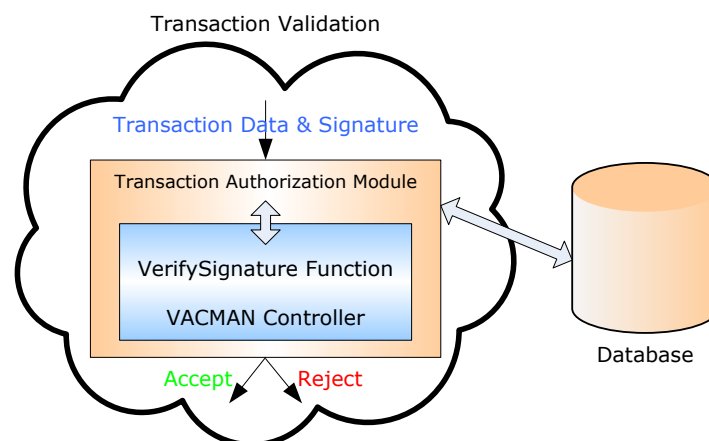 Transaction Validation
Transaction Data & Signature
Transaction Authorization Module
VerifySignature Function
VACMAN Controller
Database
Accept
Reject